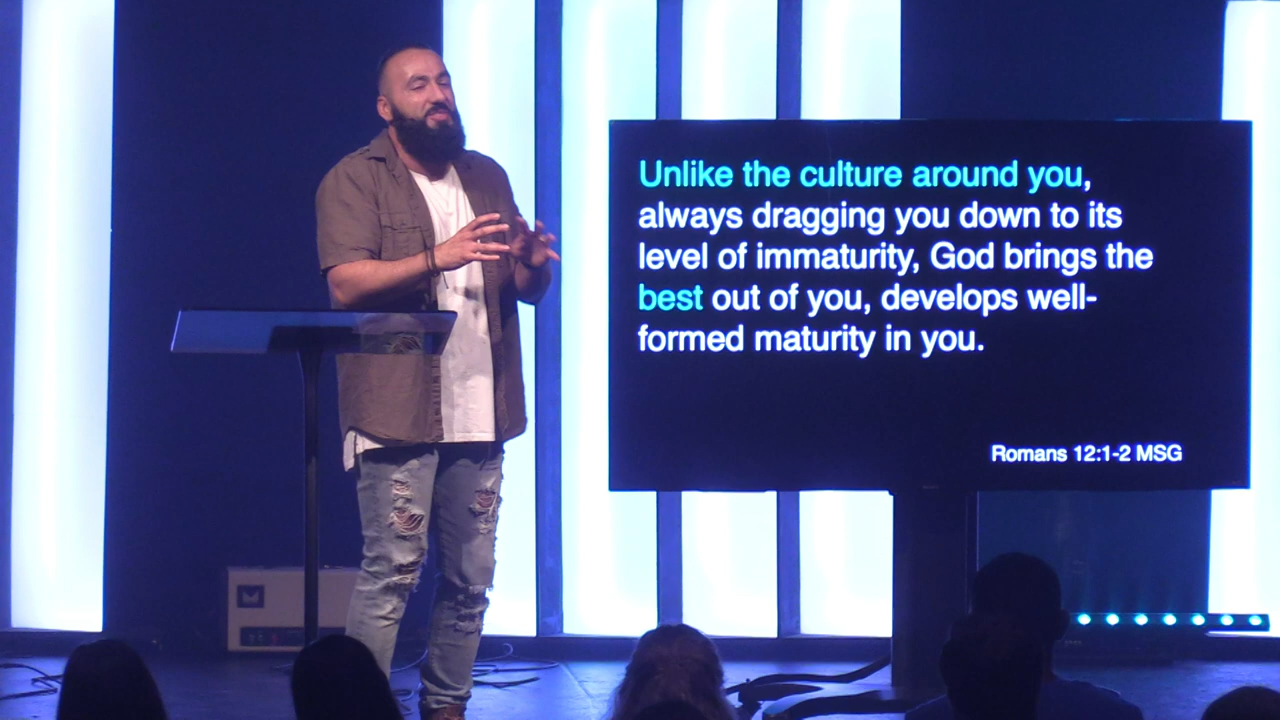 Unlike the culture around you,
always dragging you down to its
level of immaturity, God brings the
best out of you, develops well-
formed maturity in you.
Romans 12:1-2 MSG